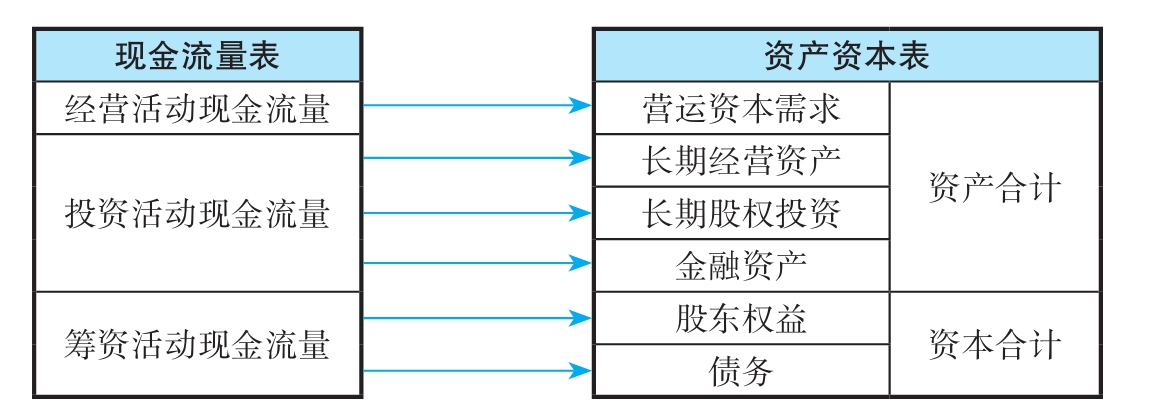 现金流量表
资产资本表
经营活动现金流量
营运资本需求
投资活动现金流量
长期经营资产
长期股权投资
金融资产
资产合计
筹资活动现金流量
股东权益
债务
资本合计